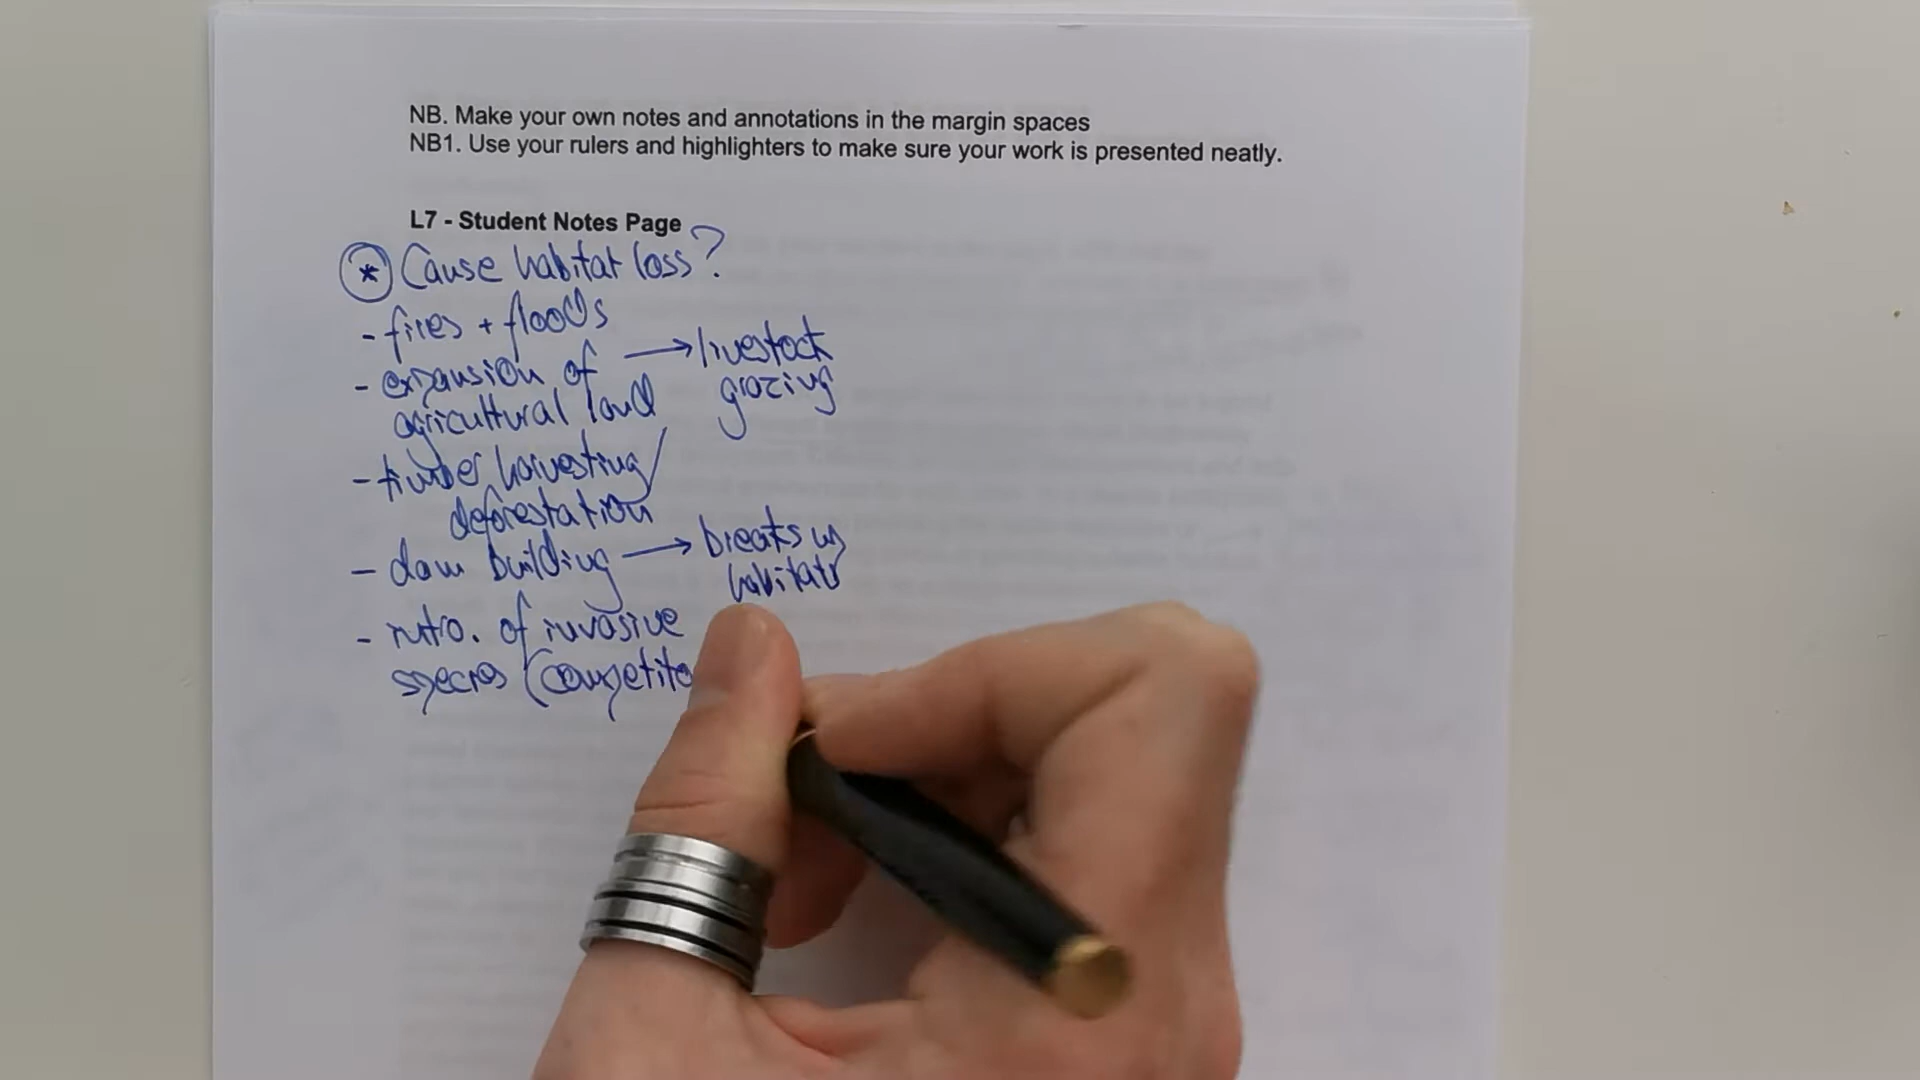 NB. Make your own notes and annotations in the margin spaces
NB1. Use your rulers and highlighters to make sure your work is presented neatly.
L7 - Student Notes Page
* Cause habitat loss?
- fires + floods
- expansion of → livestock
agricultural land grazing
- timber harvesting/
deforestation
- dam building → breaks up
habitats
- intro. of invasive
species (competito